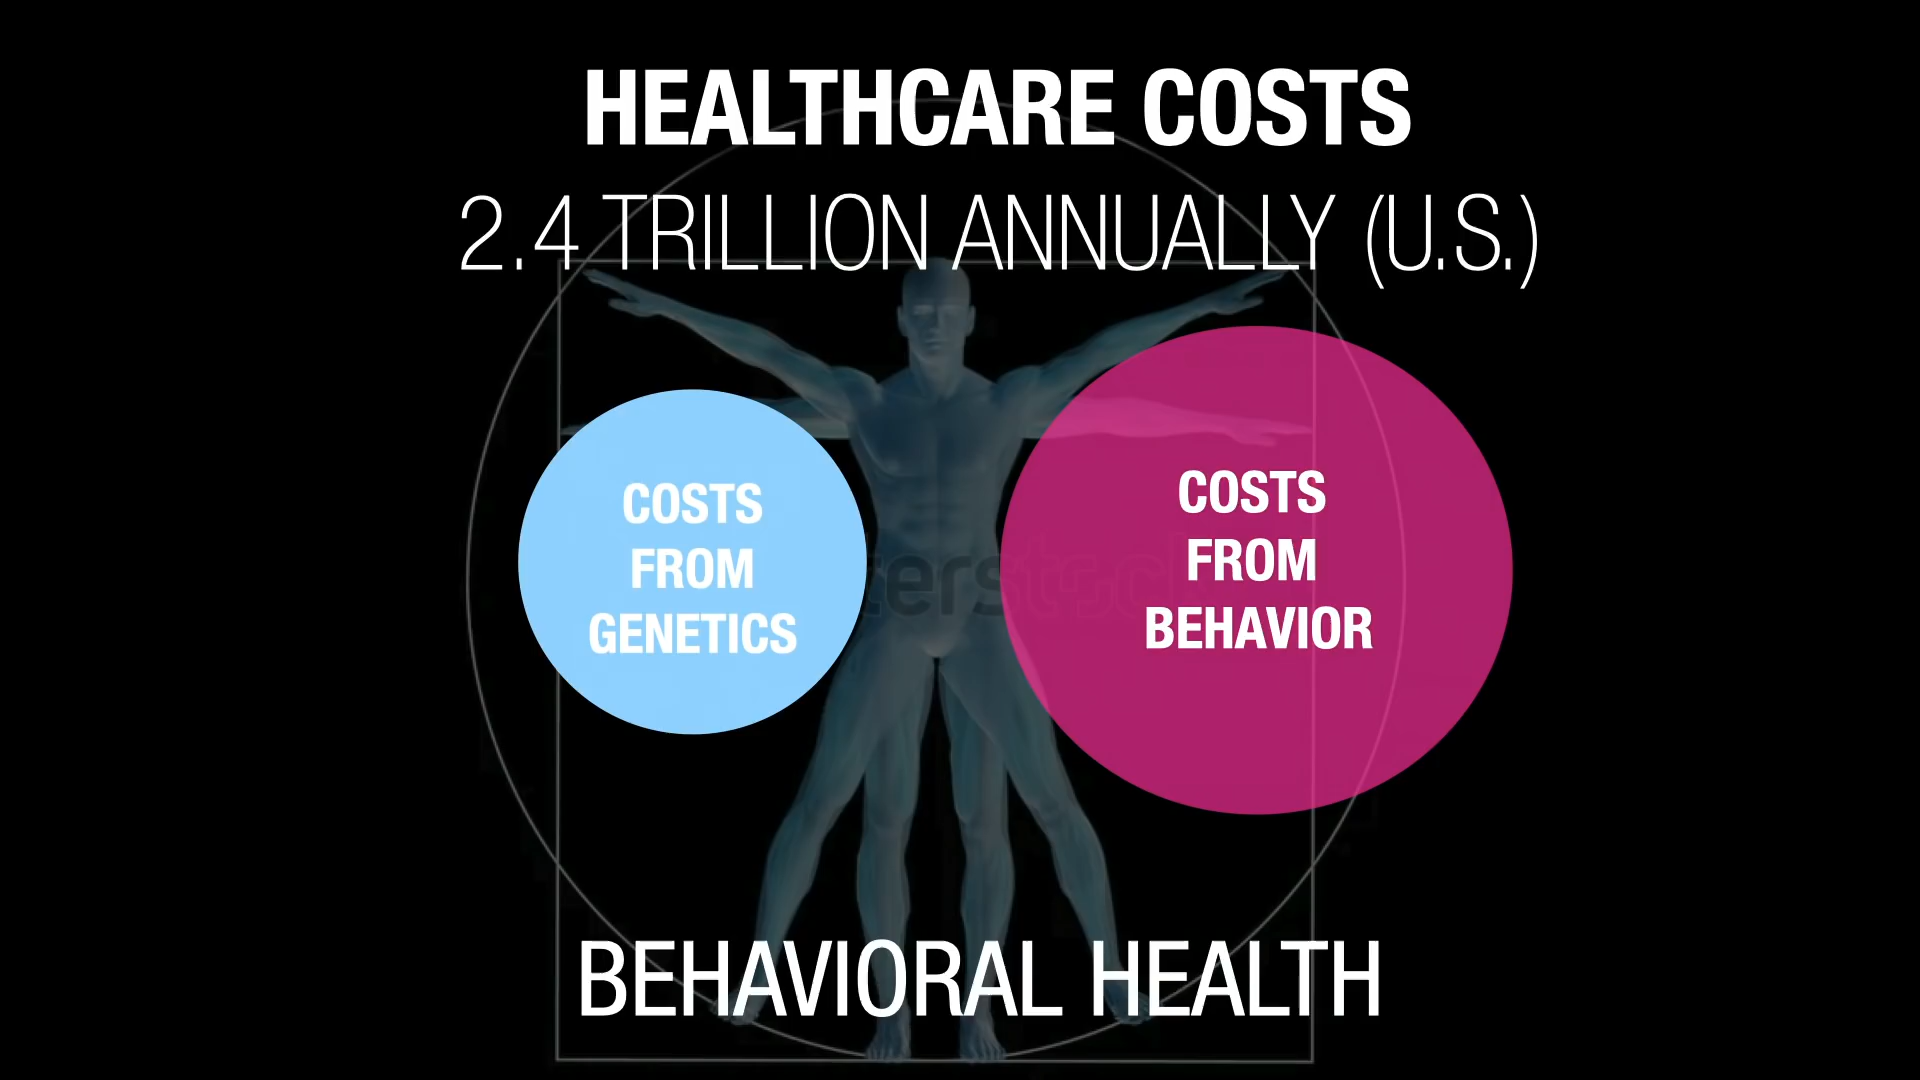 HEALTHCARE COSTS
2.4 TRILLION ANNUALLY (U.S.)
COSTS
FROM
GENETICS
COSTS
FROM
BEHAVIOR
BEHAVIORAL HEALTH